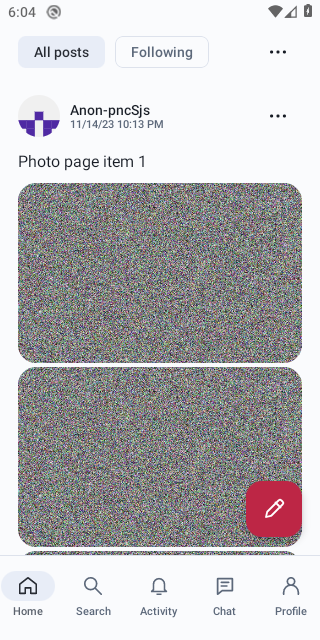 6:04
All posts
Following
Anon-pncSjs
11/14/23 10:13 PM
Photo page item 1
Home
Search
Activity
Chat
Profile